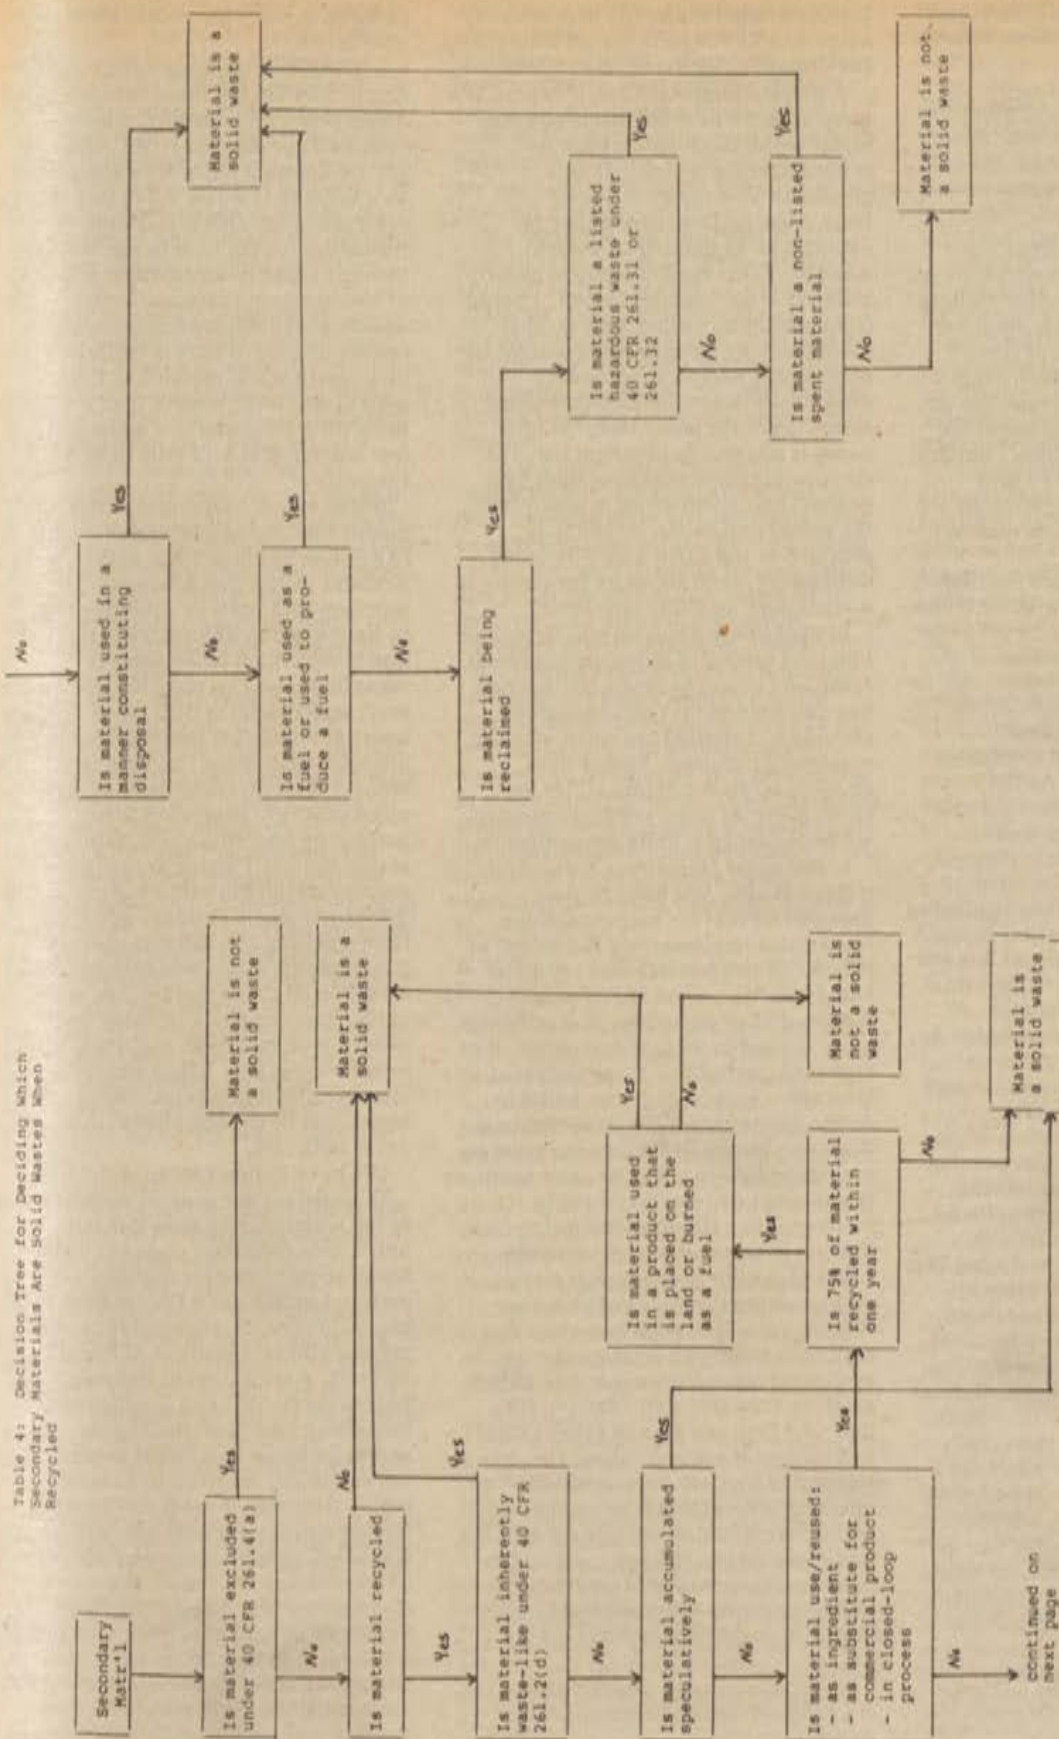 Table 4: Decision Tree for Deciding Which
Secondary Materials Are Solid Wastes When
Recycled
Secondary
Mat'r'l
Is material excluded
under 40 CFR 261.4(a)
Yes
Material is not
a solid waste
No
Is material recycled
No
Material is a
solid waste
Yes
Is material inherently
waste-like under 40 CFR
261.2(d)
Yes
No
Is material accumulated
speculatively
Yes
No
Is material use/reused:
- as ingredient
- as substitute for
commercial product
- in closed-loop
process
Yes
Is 75% of material
recycled within
one year
Yes
Is material used
in a product that
is placed on the
land or burned
as a fuel
Yes
No
Material is
not a solid
waste
No
Material is
a solid waste
No
continued on
next page
No
Is material used in a
manner constituting
disposal
Yes
Material is a
solid waste
No
Is material used as a
fuel or used to pro-
duce a fuel
Yes
No
Is material being
reclaimed
Yes
Is material a listed
hazardous waste under
40 CFR 261.31 or
261.32
Yes
No
Is material a non-listed
spent material
Yes
No
Material is not
a solid waste